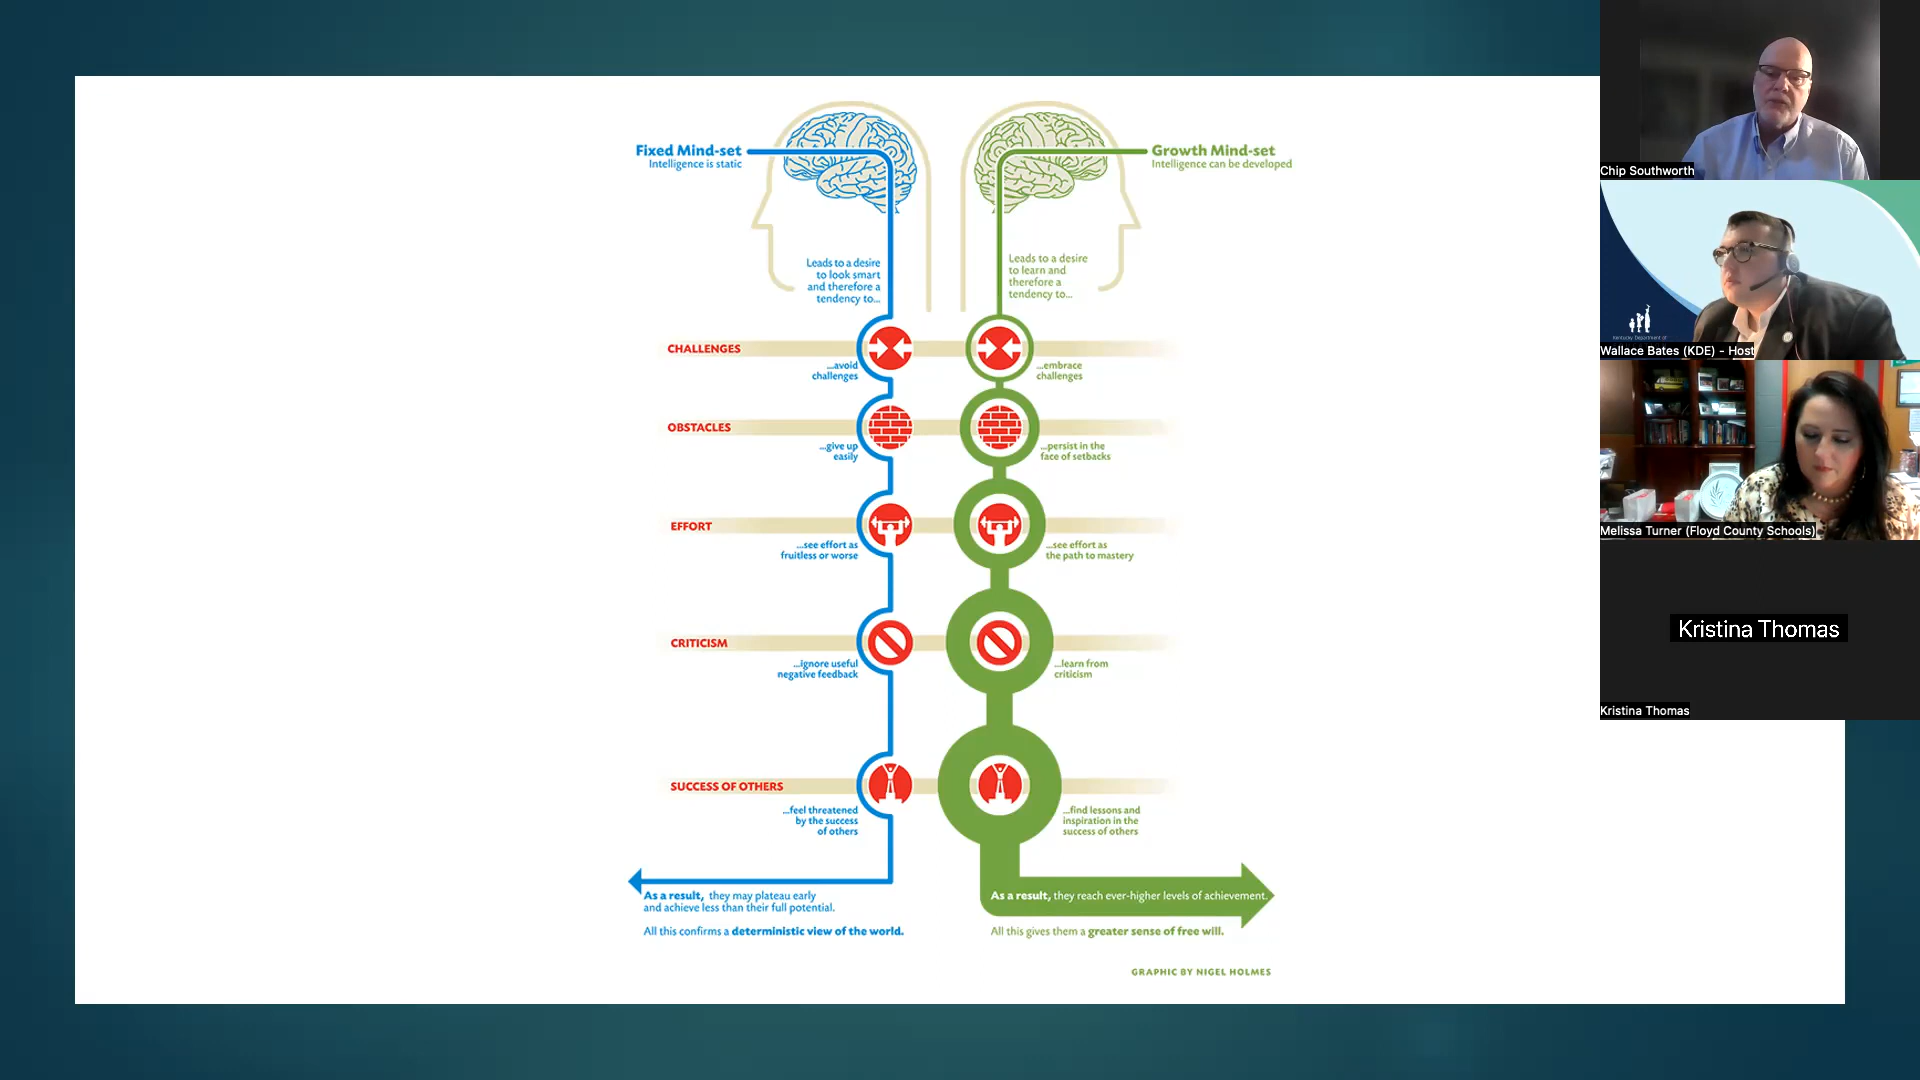 Fixed Mind-set
Intelligence is static
Growth Mind-set
Intelligence can be developed
Leads to a desire
to look smart
and therefore a
tendency to...
Leads to a desire
to learn and
therefore a
tendency to...
CHALLENGES
...avoid
challenges
...embrace
challenges
OBSTACLES
...give up
easily
...persist in the
face of setbacks
EFFORT
...see effort as
fruitless or worse
...see effort as
the path to mastery
CRITICISM
...ignore useful
negative feedback
...learn from
criticism
SUCCESS OF OTHERS
...feel threatened
by the success
of others
...find lessons and
inspiration in the
success of others
As a result, they may plateau early
and achieve less than their full potential.
All this confirms a deterministic view of the world.
As a result, they reach ever-higher levels of achievement.
All this gives them a greater sense of free will.
GRAPHIC BY NIGEL HOLMES
Chip Southworth
Kentucky Department of
Wallace Bates (KDE) - Host
Melissa Turner (Floyd County Schools)
Kristina Thomas
Kristina Thomas